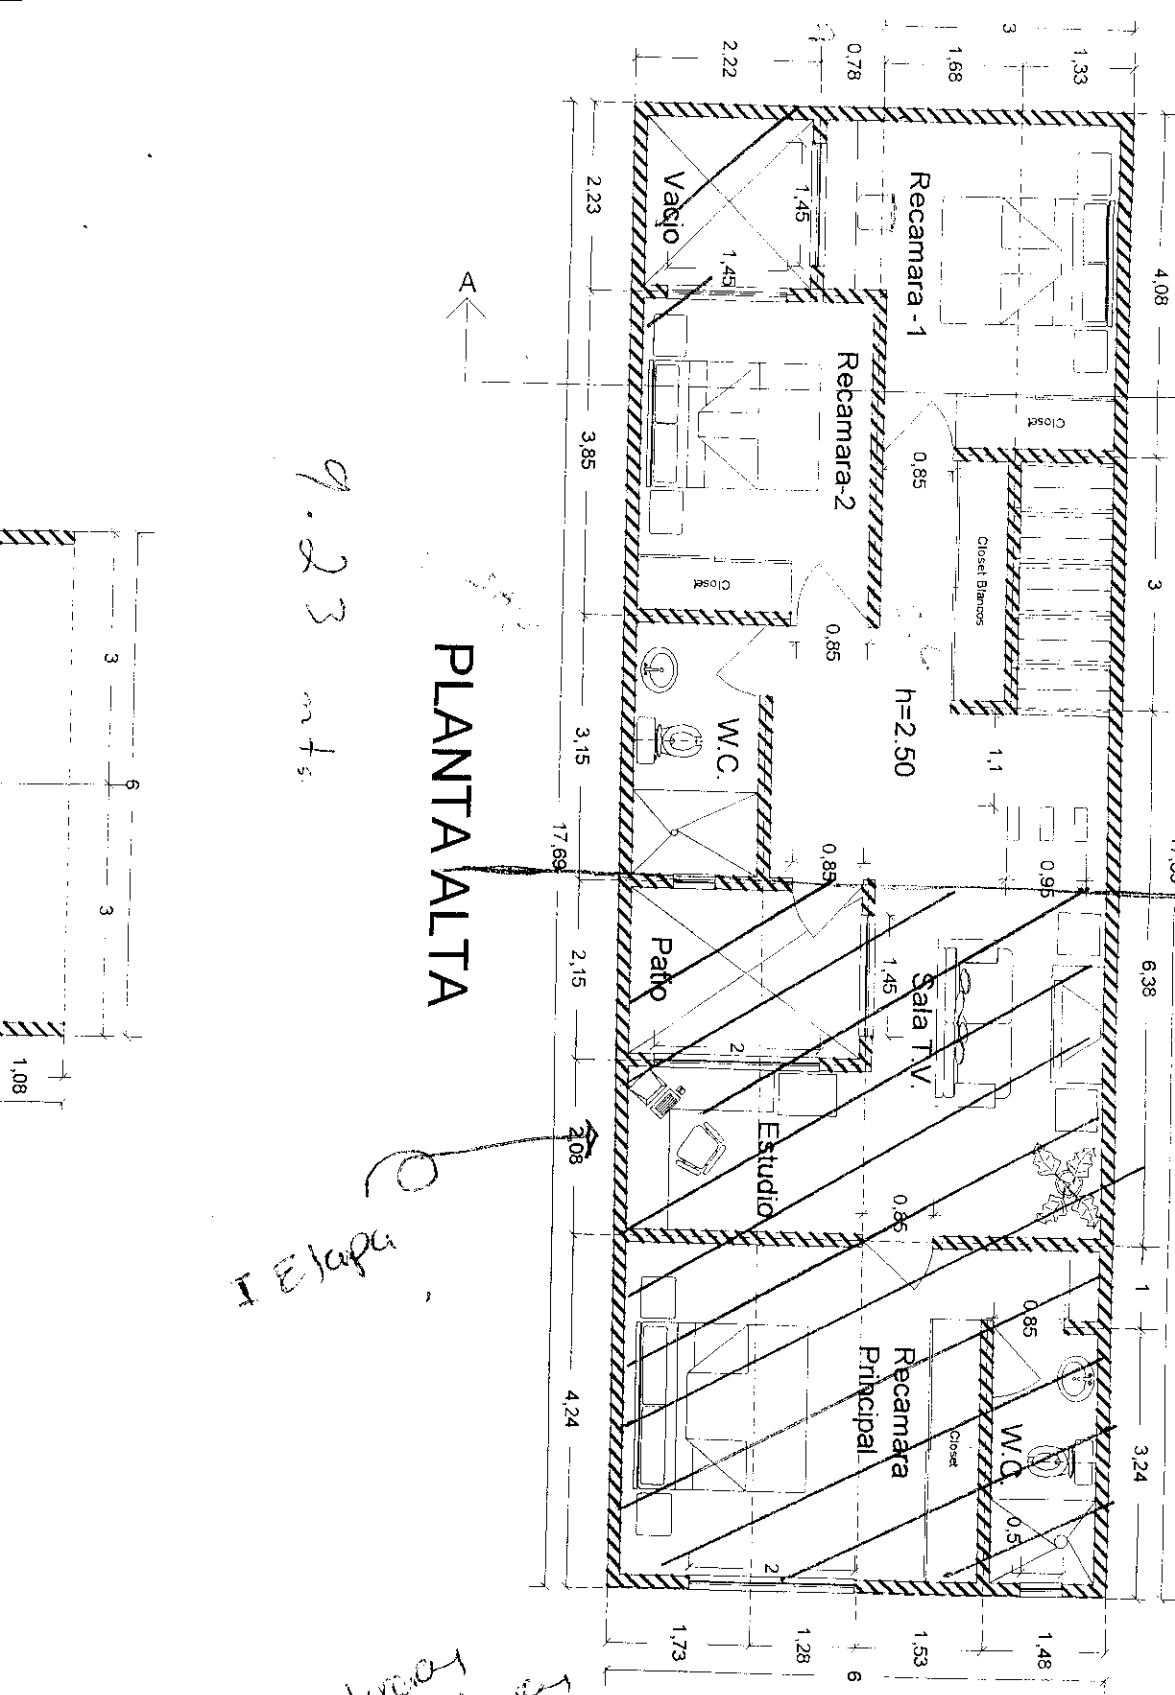 3
1,33
1,68
0,78
2,22
4,08
3
6,38
1
3,24
Recamara -1
Vacio
1,45
1,45
2,23
A
Recamara-2
Closet
0,85
3,85
Closet
Closet Blancos
0,85
h=2.50
1,1
W.C.
3,15
17,69
0,85
0,95
PLANTA ALTA
9.23 mts
Patio
2,15
1,45
Sala T.V.
2
Estudio
2,08
0,85
I Etapa
0,85
Recamara
Principal
Closet
W.C.
0,5
4,24
2
1,73
1,28
1,53
1,48
6
3
6
3
1,08